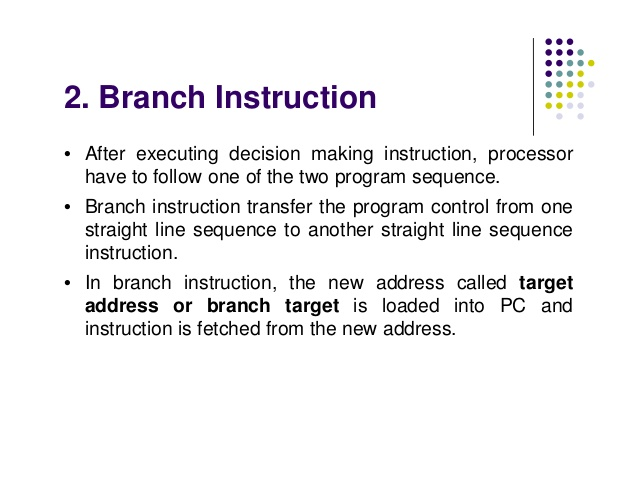 2. Branch Instruction
• After executing decision making instruction, processor
have to follow one of the two program sequence.
• Branch instruction transfer the program control from one
straight line sequence to another straight line sequence
instruction.
• In branch instruction, the new address called target
address or branch target is loaded into PC and
instruction is fetched from the new address.